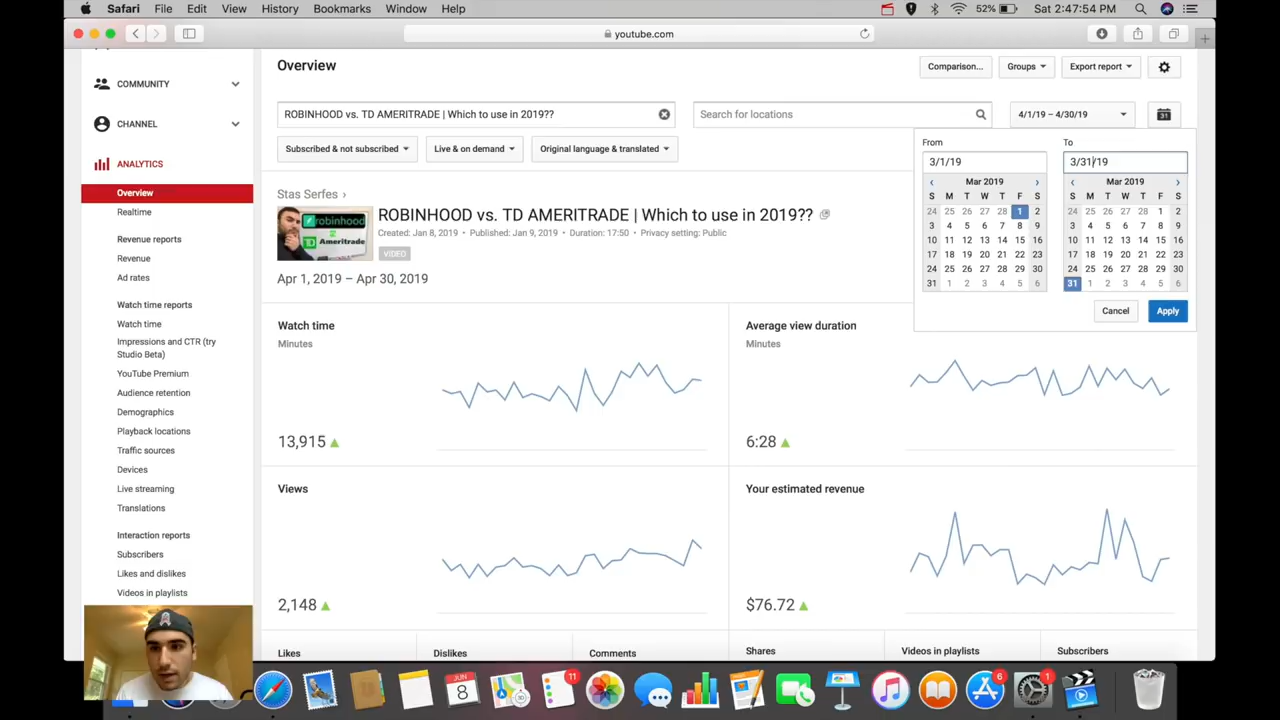 Safari File Edit View History Bookmarks Window Help 52% Sat 2:47:54 PM
youtube.com
COMMUNITY
CHANNEL
ANALYTICS
Overview
Realtime
Revenue reports
Revenue
Ad rates
Watch time reports
Watch time
Impressions and CTR (try
Studio Beta)
YouTube Premium
Audience retention
Demographics
Playback locations
Traffic sources
Devices
Live streaming
Translations
Interaction reports
Subscribers
Likes and dislikes
Videos in playlists
Overview
Comparison... Groups Export report
ROBINHOOD vs. TD AMERITRADE | Which to use in 2019?? Search for locations 4/1/19 – 4/30/19 31
Subscribed & not subscribed Live & on demand Original language & translated
From To
3/1/19 3/31/19
Mar 2019 Mar 2019
S M T W T F S S M T W T F S
24 25 26 27 28 1 2 24 25 26 27 28 1 2
3 4 5 6 7 8 9 3 4 5 6 7 8 9
10 11 12 13 14 15 16 10 11 12 13 14 15 16
17 18 19 20 21 22 23 17 18 19 20 21 22 23
24 25 26 27 28 29 30 24 25 26 27 28 29 30
31 1 2 3 4 5 6 31 1 2 3 4 5 6
Cancel Apply
Stas Serfes ›
robinhood
TD Ameritrade
ROBINHOOD vs. TD AMERITRADE | Which to use in 2019??
Created: Jan 8, 2019 • Published: Jan 9, 2019 • Duration: 17:50 • Privacy setting: Public
VIDEO
Apr 1, 2019 – Apr 30, 2019
Watch time
Minutes
13,915
Average view duration
Minutes
6:28
Views
2,148
Your estimated revenue
$76.72
Likes Dislikes Comments Shares Videos in playlists Subscribers
JUN
8
11
6
1